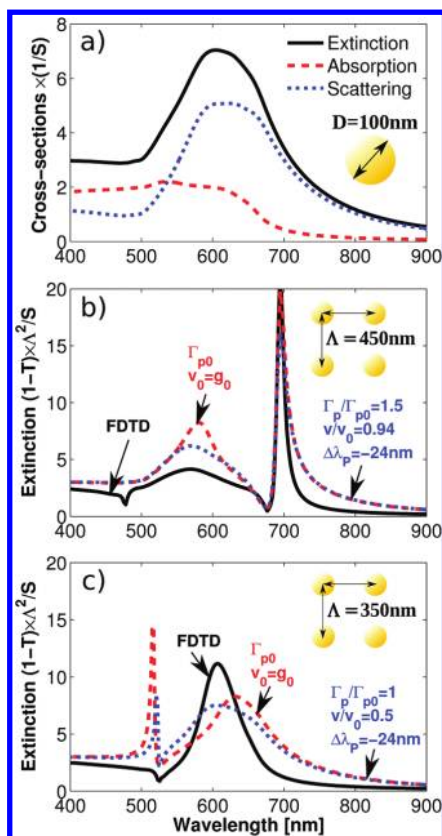 a)
Extinction
Absorption
Scattering
D=100nm
Cross-sections ×(1/S)
8
6
4
2
0
400 500 600 700 800 900
b)
Λ = 450nm
Γp0
v0=g0
FDTD
Γp/Γp0=1.5
v/v0=0.94
Δλp=−24nm
Extinction (1−T)×Λ²/S
20
15
10
5
0
400 500 600 700 800 900
c)
Λ = 350nm
FDTD
Γp0
v0=g0
Γp/Γp0=1
v/v0=0.5
Δλp=−24nm
Extinction (1−T)×Λ²/S
20
15
10
5
0
400 500 600 700 800 900
Wavelength [nm]